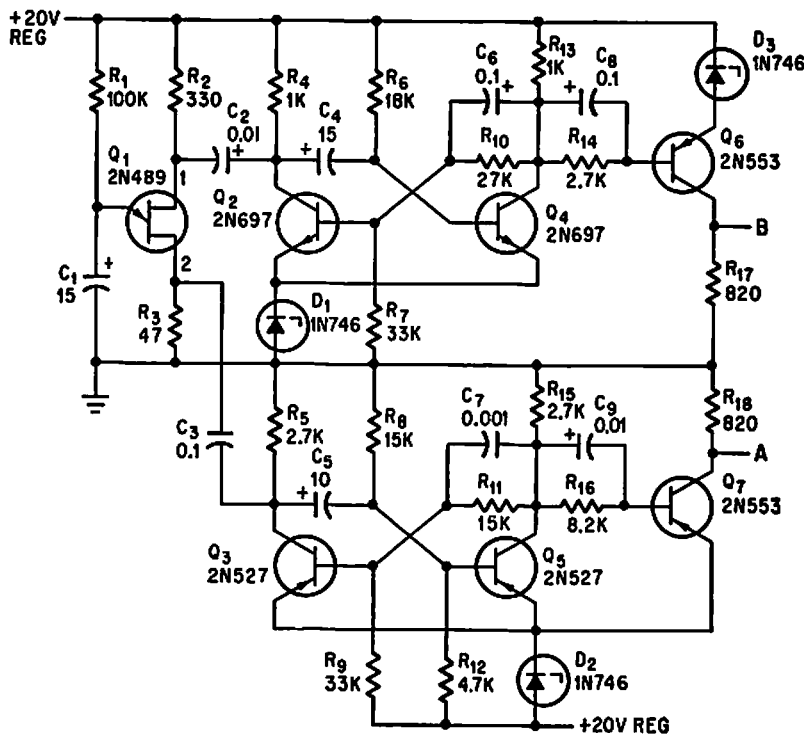 +20V
REG
R1
100K
R2
330
R4
1K
R6
18K
C6
0.1
+
R13
1K
C8
0.1
+
D3
1N746
C2
0.01
+
C4
15
+
Q1
2N489
1
2
Q2
2N697
R10
27K
R14
2.7K
Q6
2N553
Q4
2N697
B
C1
15
+
R3
47
D1
1N746
R7
33K
R17
820
C3
0.1
R5
2.7K
R8
15K
C7
0.001
R15
2.7K
C9
0.01
+
R18
820
A
C5
10
+
R11
15K
R16
8.2K
Q7
2N553
Q3
2N527
Q5
2N527
R9
33K
R12
4.7K
D2
1N746
+20V REG